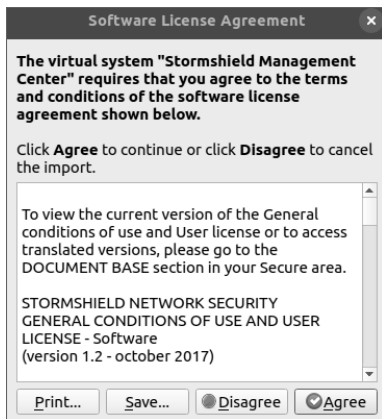 Software License Agreement
The virtual system "Stormshield Management
Center" requires that you agree to the terms
and conditions of the software license
agreement shown below.
Click Agree to continue or click Disagree to cancel
the import.
To view the current version of the General
conditions of use and User license or to access
translated versions, please go to the
DOCUMENT BASE section in your Secure area.
STORMSHIELD NETWORK SECURITY
GENERAL CONDITIONS OF USE AND USER
LICENSE - Software
(version 1.2 - october 2017)
Print... Save... Disagree Agree